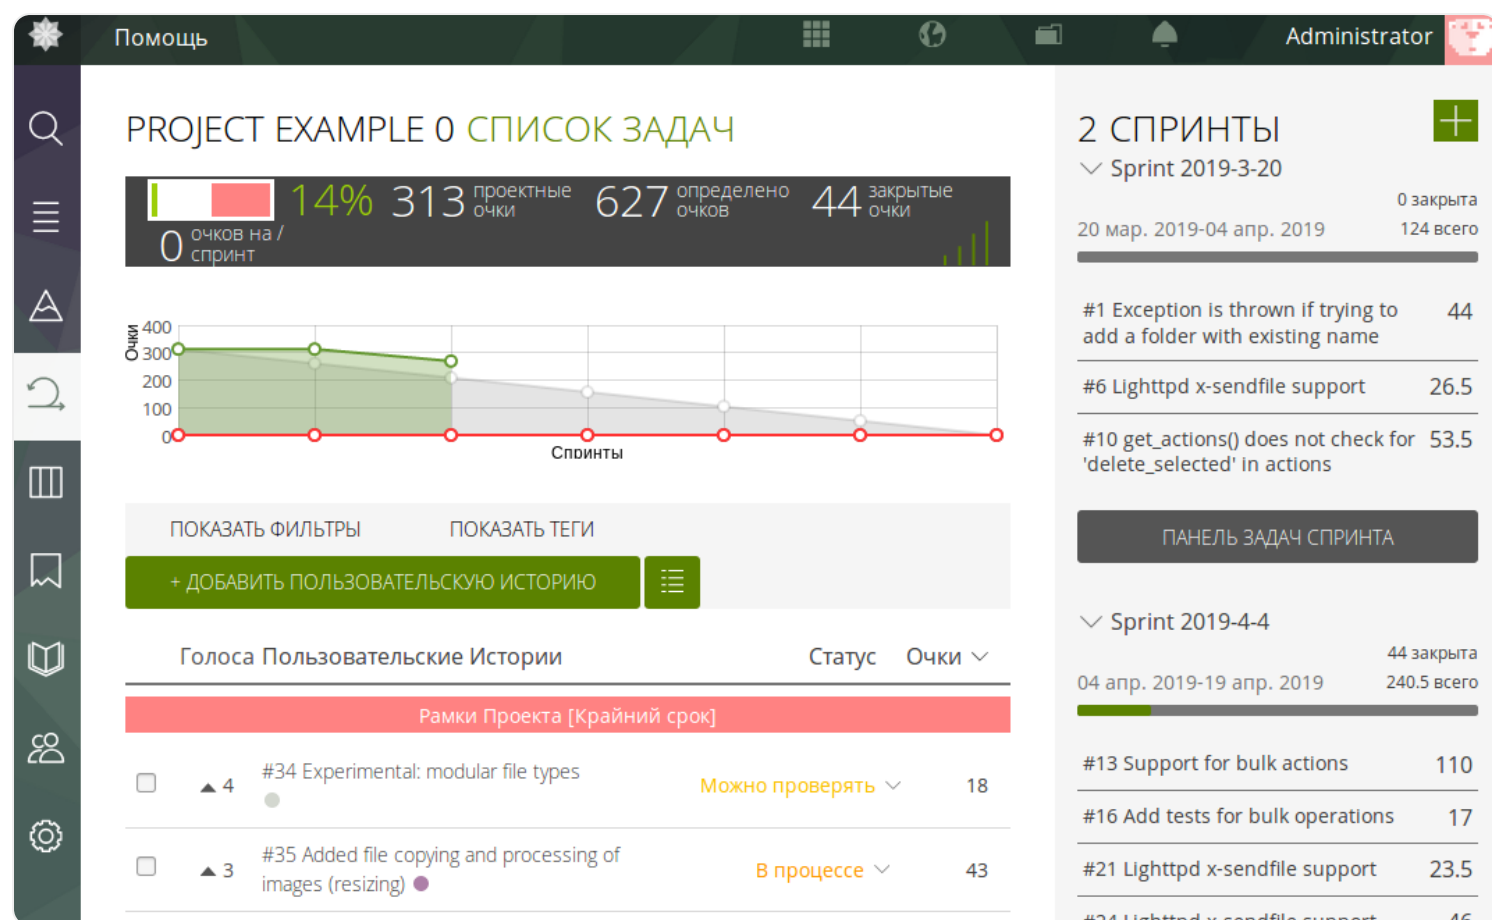 Помощь
Administrator
PROJECT EXAMPLE 0 СПИСОК ЗАДАЧ
14% 313 проектные очки 627 определено очков 44 закрытые очки
0 очков на / спринт
Очки
400
300
200
100
0
Спринты
ПОКАЗАТЬ ФИЛЬТРЫ ПОКАЗАТЬ ТЕГИ
+ ДОБАВИТЬ ПОЛЬЗОВАТЕЛЬСКУЮ ИСТОРИЮ
Голоса Пользовательские Истории Статус Очки
Рамки Проекта [Крайний срок]
4 #34 Experimental: modular file types Можно проверять 18
3 #35 Added file copying and processing of
images (resizing) В процессе 43
2 СПРИНТЫ
Sprint 2019-3-20
0 закрыта
20 мар. 2019-04 апр. 2019 124 всего
#1 Exception is thrown if trying to 44
add a folder with existing name
#6 Lighttpd x-sendfile support 26.5
#10 get_actions() does not check for 53.5
'delete_selected' in actions
ПАНЕЛЬ ЗАДАЧ СПРИНТА
Sprint 2019-4-4
44 закрыта
04 апр. 2019-19 апр. 2019 240.5 всего
#13 Support for bulk actions 110
#16 Add tests for bulk operations 17
#21 Lighttpd x-sendfile support 23.5
#24 Lighttpd x-sendfile support 46